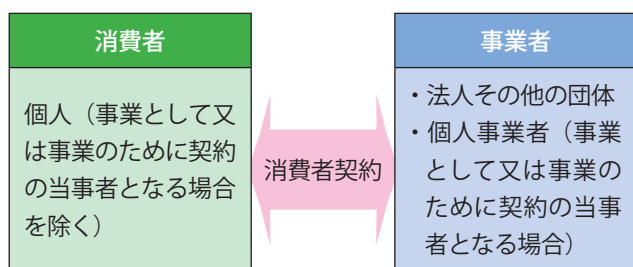 消費者
個人（事業として又
は事業のために契約
の当事者となる場合
を除く）
消費者契約
事業者
・法人その他の団体
・個人事業者（事業
として又は事業の
ために契約の当事
者となる場合）